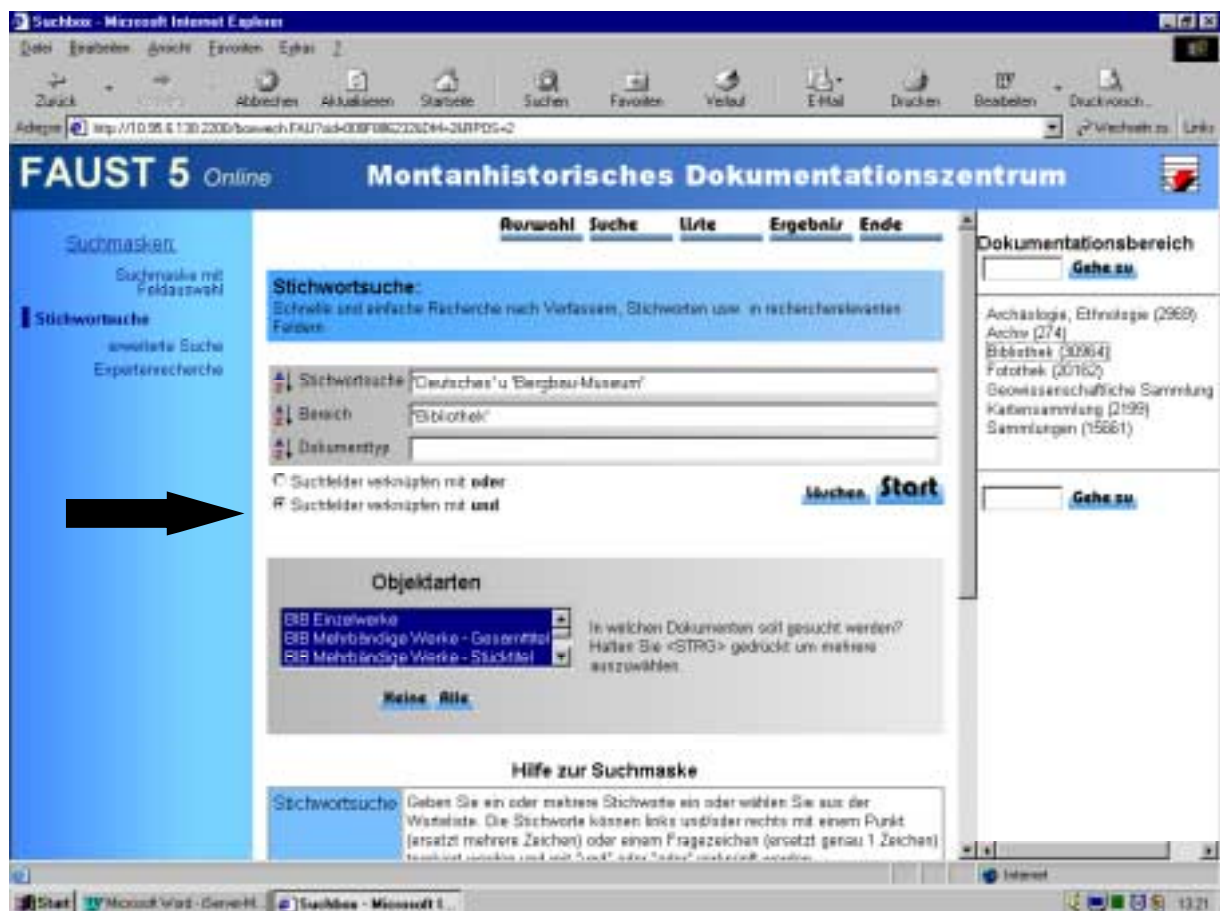 Suchbox - Microsoft Internet Explorer
Datei Bearbeiten Ansicht Favoriten Extras ?
Zurück Abbrechen Aktualisieren Startseite Suchen Favoriten Verlauf E-Mail Drucken Bearbeiten Druckvorsch...
Adresse Wechseln zu Links
FAUST 5 Online Montanhistorisches Dokumentationszentrum
Auswahl Suche Liste Ergebnis Ende
Suchmasken:
Suchmaske mit
Feldauswahl
Stichwortsuche
erweiterte Suche
Expertenrecherche
Stichwortsuche:
Schnelle und einfache Recherche nach Verfassern, Stichworten usw. in rechercherelevanten
Feldern
Stichwortsuche "Deutsches" u "Bergbau-Museum"
Bereich "Bibliothek"
Dokumenttyp
Suchfelder verknüpfen mit oder
Suchfelder verknüpfen mit und
Löschen Start
Objektarten
BIB Einzelwerke
BIB Mehrbändige Werke - Gesamttitel
BIB Mehrbändige Werke - Stücktitel
In welchen Dokumenten soll gesucht werden?
Halten Sie <STRG> gedrückt um mehrere
auszuwählen
Keine Alle
Hilfe zur Suchmaske
Stichwortsuche
Geben Sie ein oder mehrere Stichworte ein oder wählen Sie aus der
Wortliste. Die Stichworte können links und/oder rechts mit einem Punkt
(ersetzt mehrere Zeichen) oder einem Fragezeichen (ersetzt genau 1 Zeichen)
Dokumentationsbereich
Gehe zu
Archäologie, Ethnologie (2969)
Archiv (274)
Bibliothek (30964)
Fotothek (20162)
Geowissenschaftliche Sammlung
Kartensammlung (2199)
Sammlungen (15661)
Gehe zu
Internet
Start Microsoft Word - Suchbox - Microsoft I... 13:21